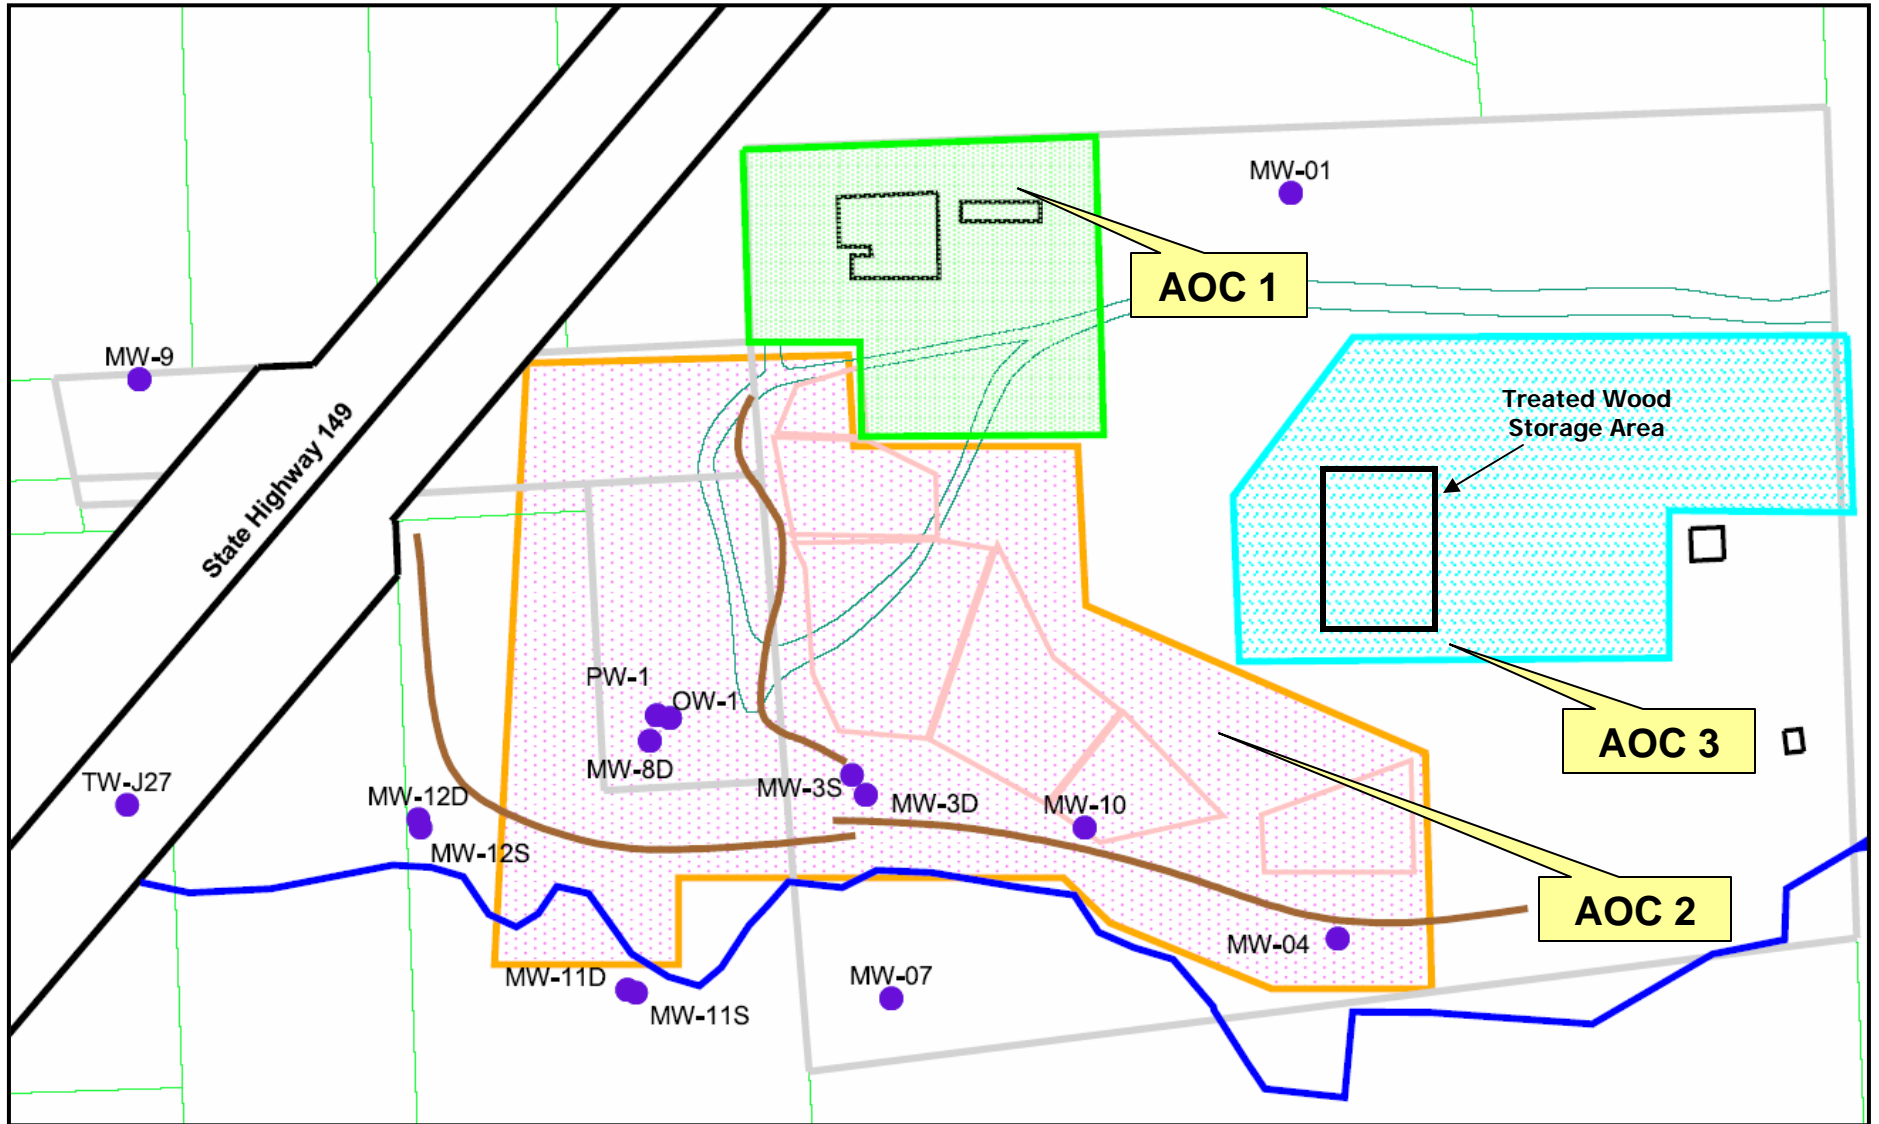 MW-01
AOC 1
MW-9
State Highway 149
Treated Wood
Storage Area
PW-1
OW-1
MW-8D
AOC 3
TW-J27
MW-12D
MW-12S
MW-3S
MW-3D
MW-10
AOC 2
MW-04
MW-11D
MW-11S
MW-07